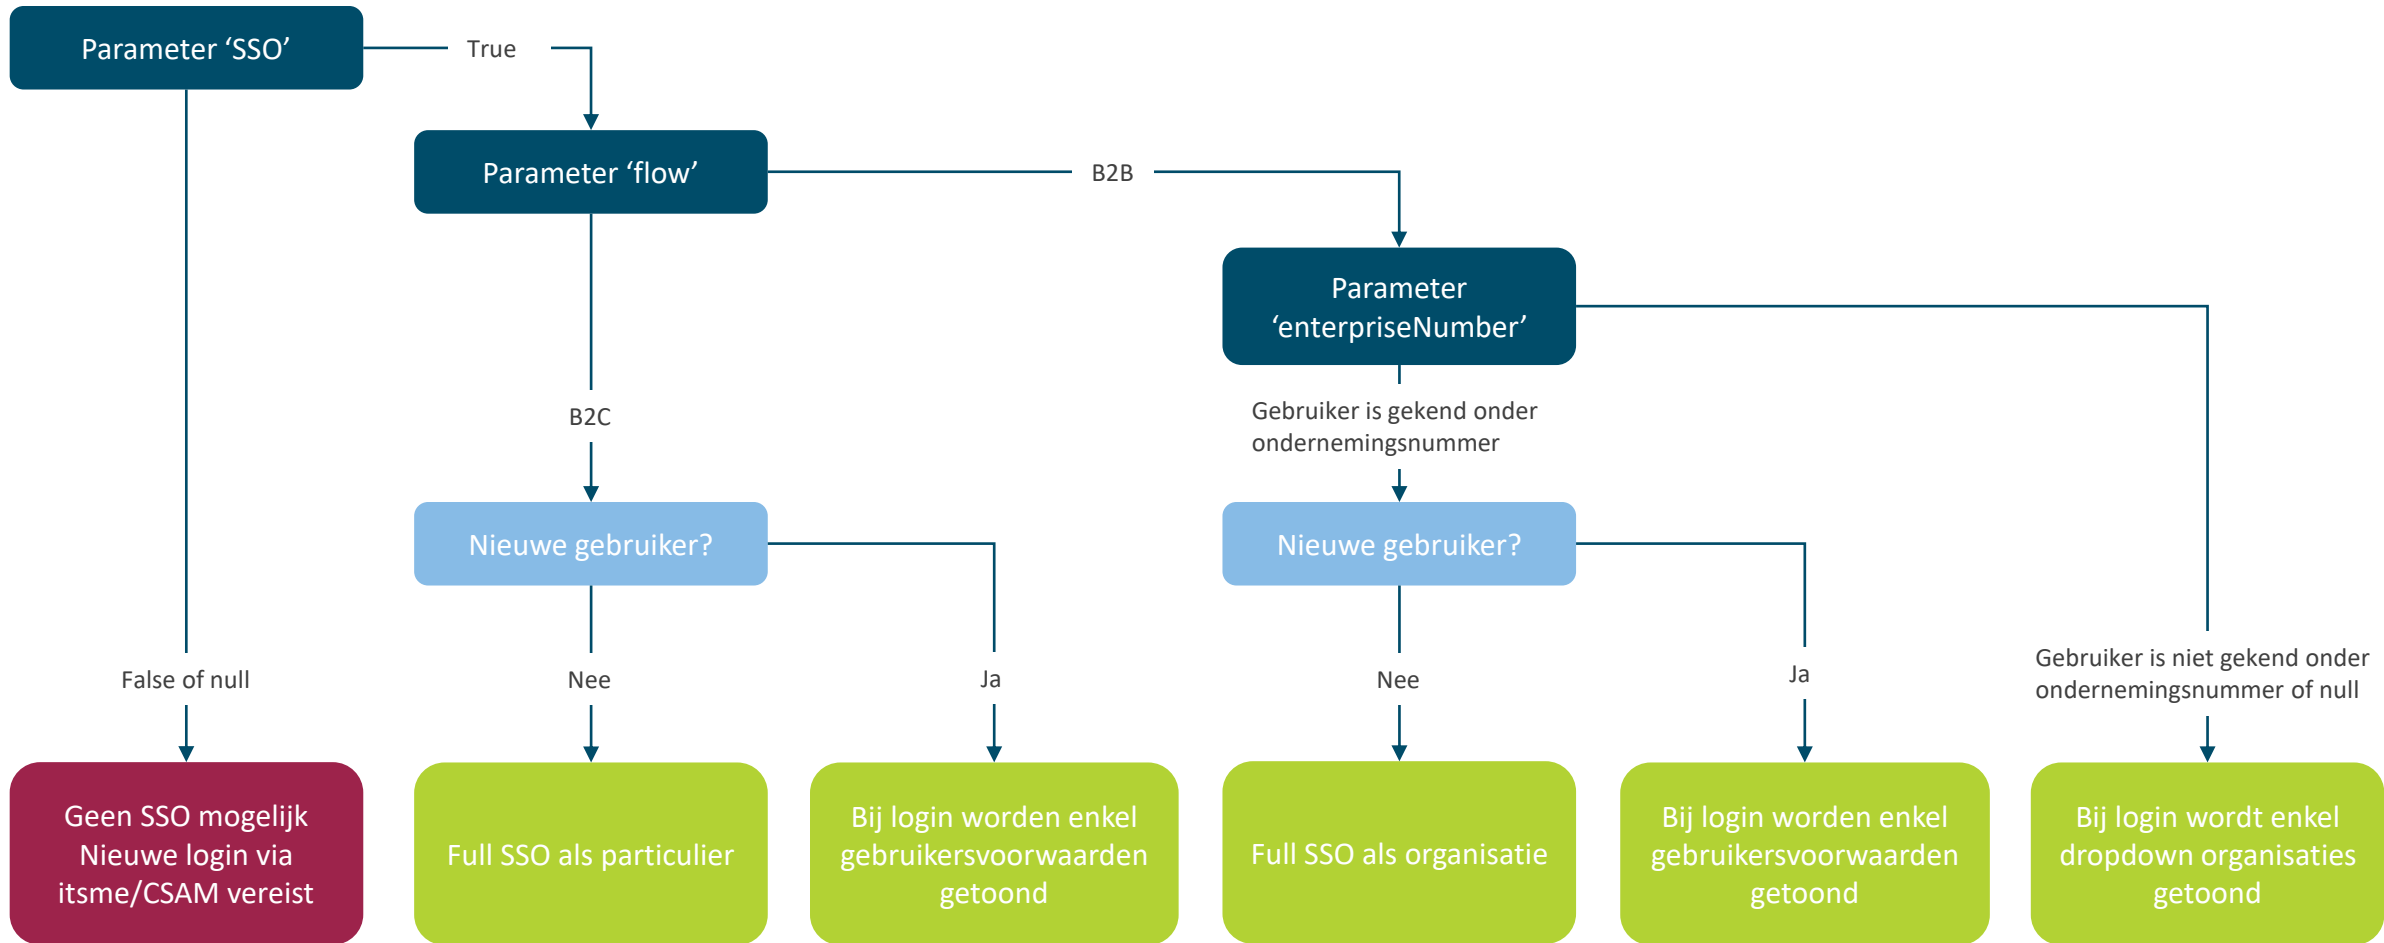 Parameter ‘SSO’
True
Parameter ‘flow’
B2B
Parameter
‘enterpriseNumber’
B2C
Gebruiker is gekend onder
ondernemingsnummer
Nieuwe gebruiker?
Nieuwe gebruiker?
False of null
Nee
Ja
Nee
Ja
Gebruiker is niet gekend onder
ondernemingsnummer of null
Geen SSO mogelijk
Nieuwe login via
itsme/CSAM vereist
Full SSO als particulier
Bij login worden enkel
gebruikersvoorwaarden
getoond
Full SSO als organisatie
Bij login worden enkel
gebruikersvoorwaarden
getoond
Bij login wordt enkel
dropdown organisaties
getoond